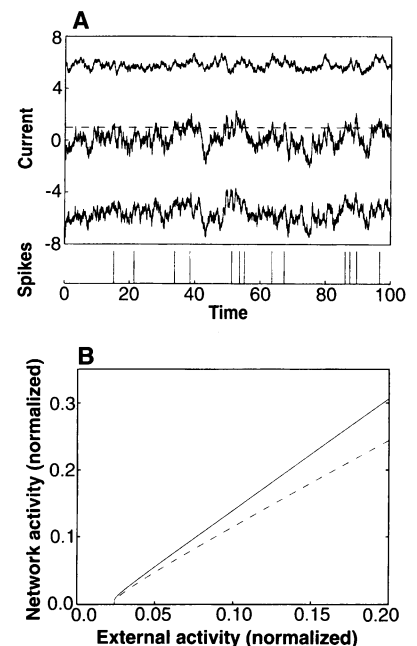 A
8
4
0
-4
-8
Current
Spikes
0 20 40 60 80 100
Time
B
0.3
0.2
0.1
0.0
Network activity (normalized)
0.0 0.05 0.10 0.15 0.20
External activity (normalized)